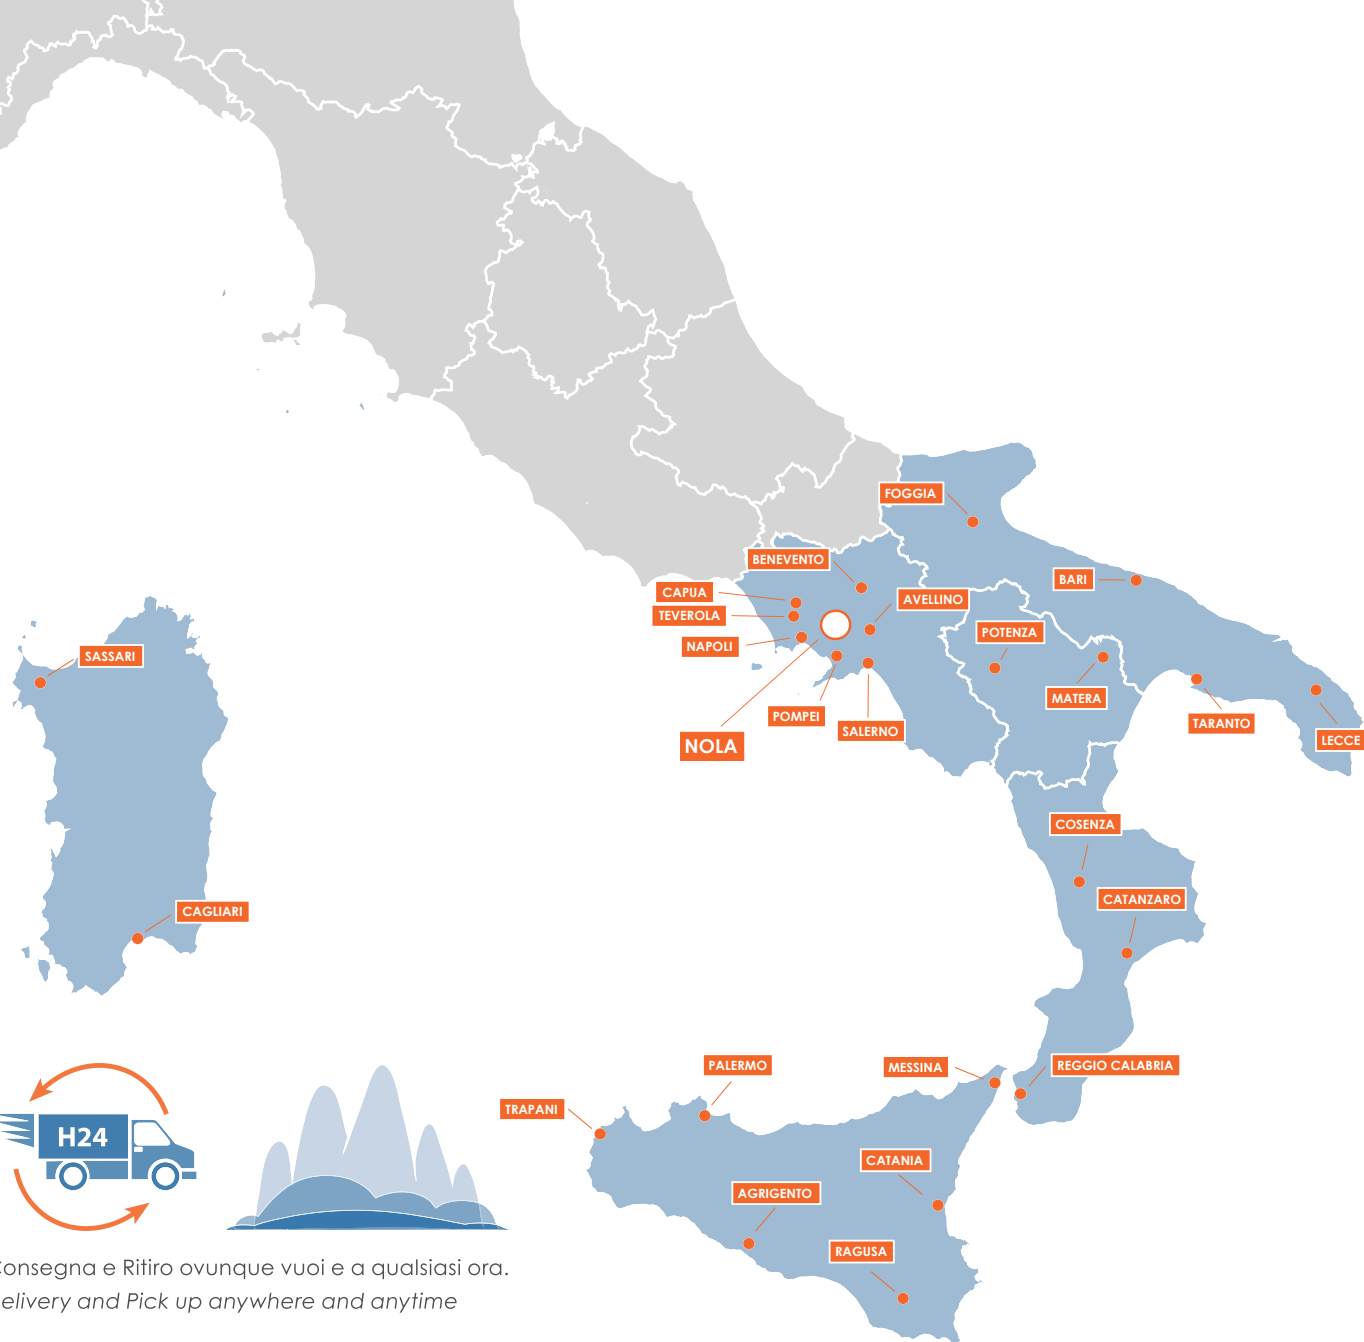 FOGGIA
BENEVENTO
BARI
CAPUA
AVELLINO
TEVEROLA
POTENZA
NAPOLI
SASSARI
MATERA
POMPEI
TARANTO
SALERNO
LECCE
NOLA
COSENZA
CATANZARO
CAGLIARI
PALERMO
MESSINA
REGGIO CALABRIA
TRAPANI
H24
CATANIA
AGRIGENTO
RAGUSA
Consegna e Ritiro ovunque vuoi e a qualsiasi ora.
elivery and Pick up anywhere and anytime